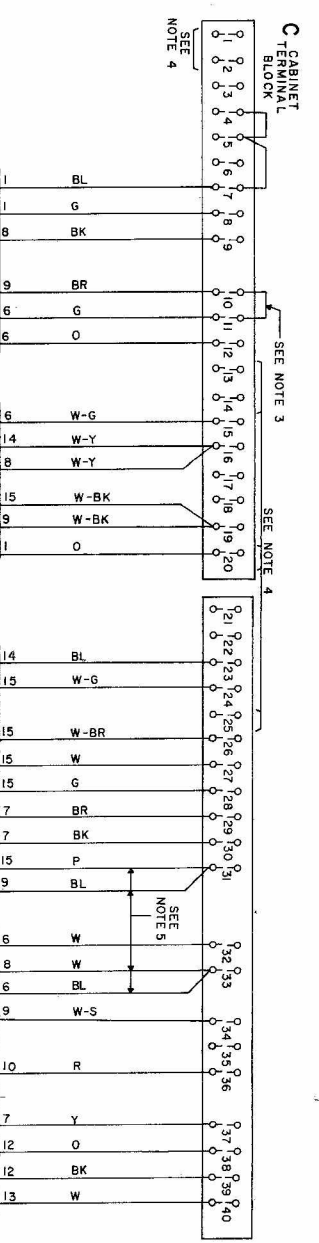 C CABINET
TERMINAL
BLOCK
SEE
NOTE 4
1
2
3
4
5
6
7
8
9
10
11
12
13
14
15
16
17
18
19
20
SEE NOTE 3
SEE NOTE 4
21
22
23
24
25
26
27
28
29
30
31
32
33
34
35
36
37
38
39
40
1 BL
1 G
8 BK
9 BR
6 G
6 O
6 W-G
14 W-Y
8 W-Y
15 W-BK
9 W-BK
1 O
14 BL
15 W-G
15 W-BR
15 W
15 G
7 BR
7 BK
15 P
9 BL
SEE
NOTE 5
6 W
8 W
6 BL
9 W-S
10 R
7 Y
12 O
12 BK
13 W